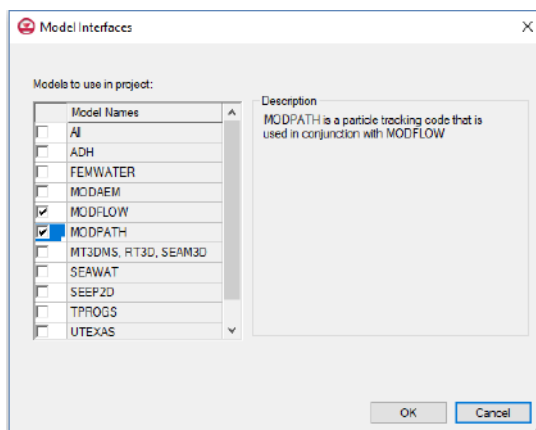 Model Interfaces
Models to use in project:
Model Names
All
ADH
FEMWATER
MODAEM
MODFLOW
MODPATH
MT3DMS, RT3D, SEAM3D
SEAWAT
SEEP2D
TPROGS
UTEXAS
Description
MODPATH is a particle tracking code that is
used in conjunction with MODFLOW
OK
Cancel